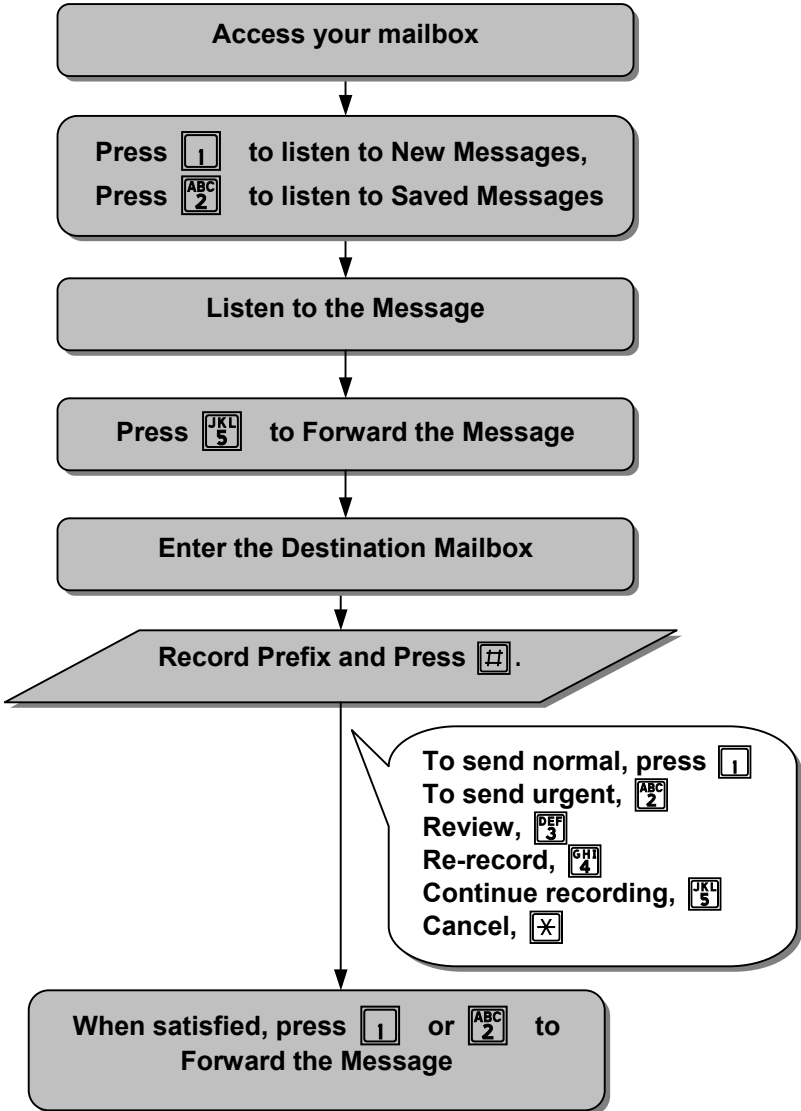 Access your mailbox
Press 1 to listen to New Messages,
Press ABC 2 to listen to Saved Messages
Listen to the Message
Press JKL 5 to Forward the Message
Enter the Destination Mailbox
Record Prefix and Press #.
To send normal, press 1
To send urgent, ABC 2
Review, DEF 3
Re-record, GHI 4
Continue recording, JKL 5
Cancel, *
When satisfied, press 1 or ABC 2 to
Forward the Message